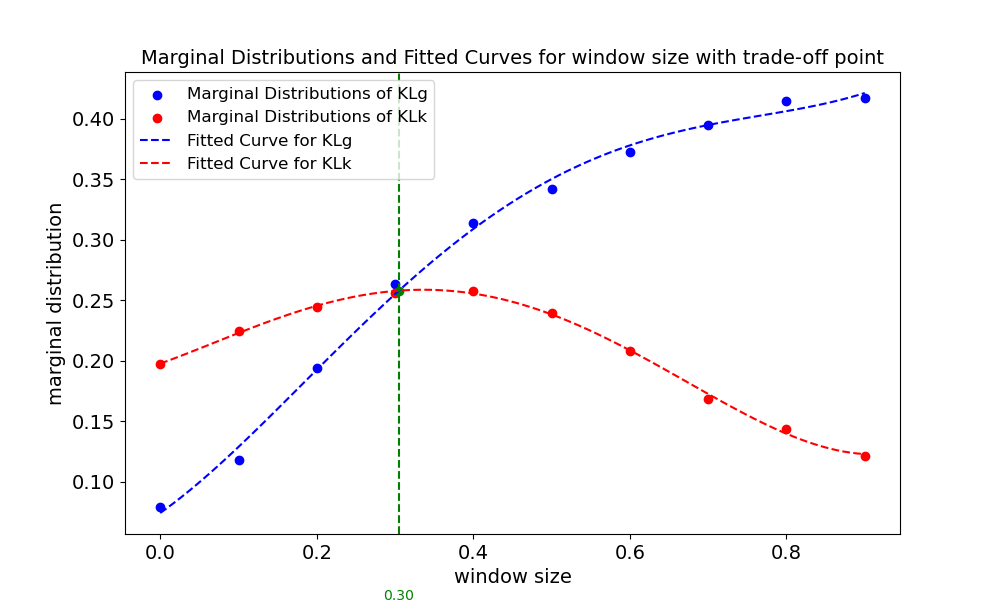 Marginal Distributions and Fitted Curves for window size with trade-off point
Marginal Distributions of KLg
Marginal Distributions of KLk
Fitted Curve for KLg
Fitted Curve for KLk
marginal distribution
0.40
0.35
0.30
0.25
0.20
0.15
0.10
0.0 0.2 0.4 0.6 0.8
window size
0.30